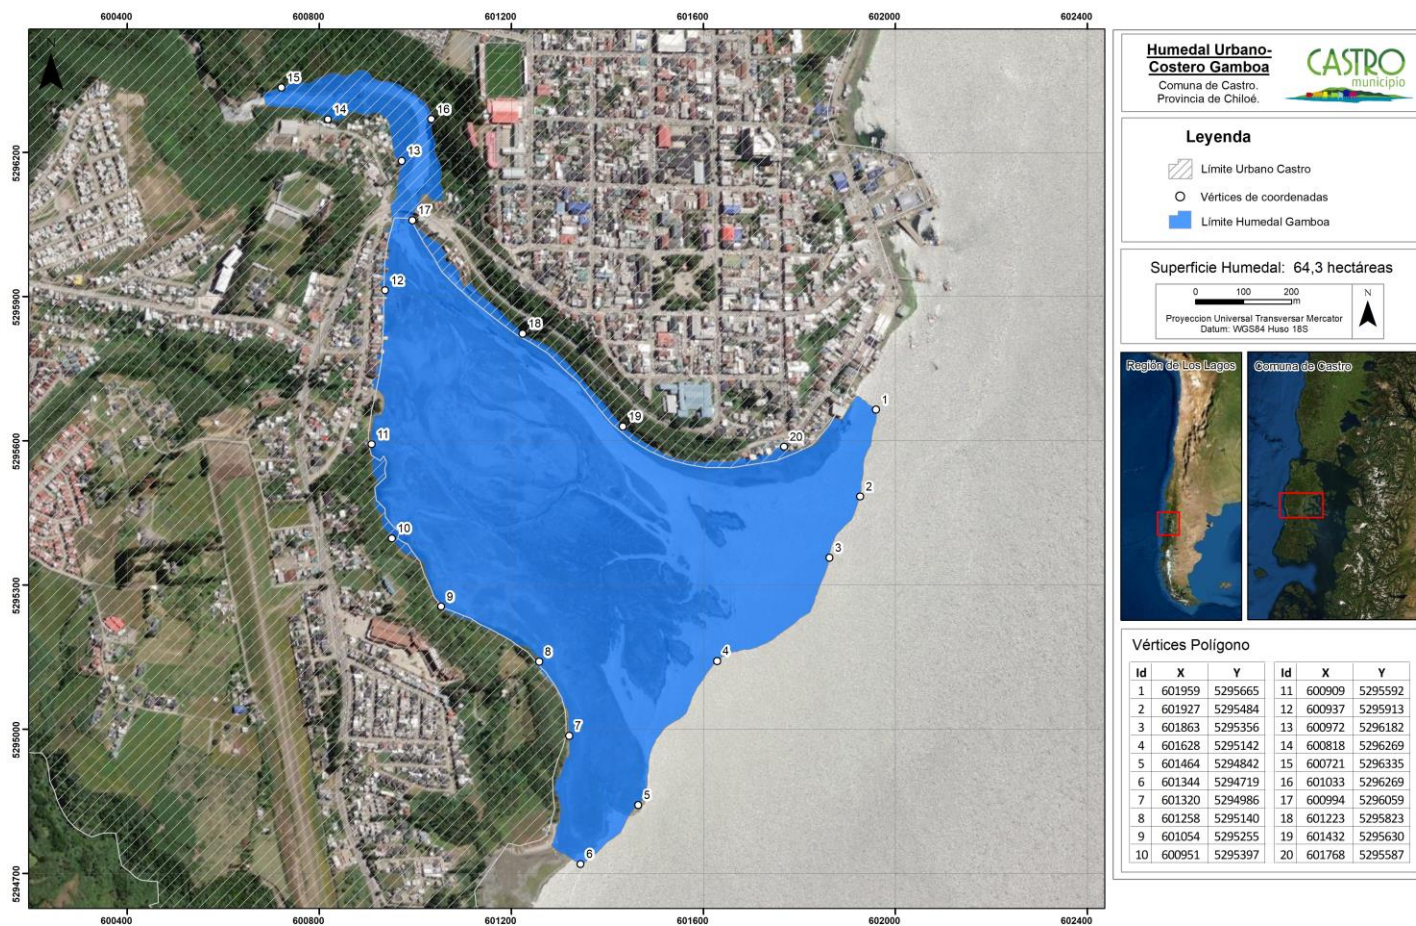 600400 600800 601200 601600 602000 602400
5296200
5295900
5295600
5295300
5295000
5294700
N
15
14
16
13
17
12
18
1
19
11
20
2
10
3
9
8
4
7
5
6
600400 600800 601200 601600 602000 602400
Humedal Urbano-
Costero Gamboa
Comuna de Castro.
Provincia de Chiloé.
CASTRO
municipio
Leyenda
Límite Urbano Castro
Vértices de coordenadas
Límite Humedal Gamboa
Superficie Humedal: 64,3 hectáreas
0 100 200
m
Proyeccion Universal Transversar Mercator
Datum: WGS84 Huso 18S
N
Región de Los Lagos
Comuna de Castro
Vértices Polígono
Id X Y Id X Y
1 601959 5295665 11 600909 5295592
2 601927 5295484 12 600937 5295913
3 601863 5295356 13 600972 5296182
4 601628 5295142 14 600818 5296269
5 601464 5294842 15 600721 5296335
6 601344 5294719 16 601033 5296269
7 601320 5294986 17 600994 5296059
8 601258 5295140 18 601223 5295823
9 601054 5295255 19 601432 5295630
10 600951 5295397 20 601768 5295587